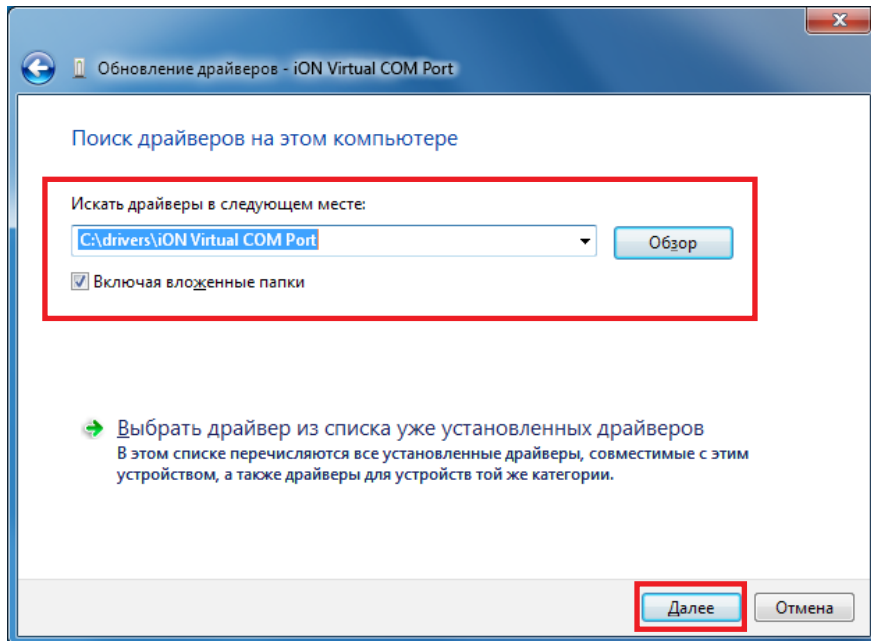 Обновление драйверов - iON Virtual COM Port
Поиск драйверов на этом компьютере
Искать драйверы в следующем месте:
C:\drivers\iON Virtual COM Port
Обзор
Включая вложенные папки
Выбрать драйвер из списка уже установленных драйверов
В этом списке перечисляются все установленные драйверы, совместимые с этим
устройством, а также драйверы для устройств той же категории.
Далее
Отмена